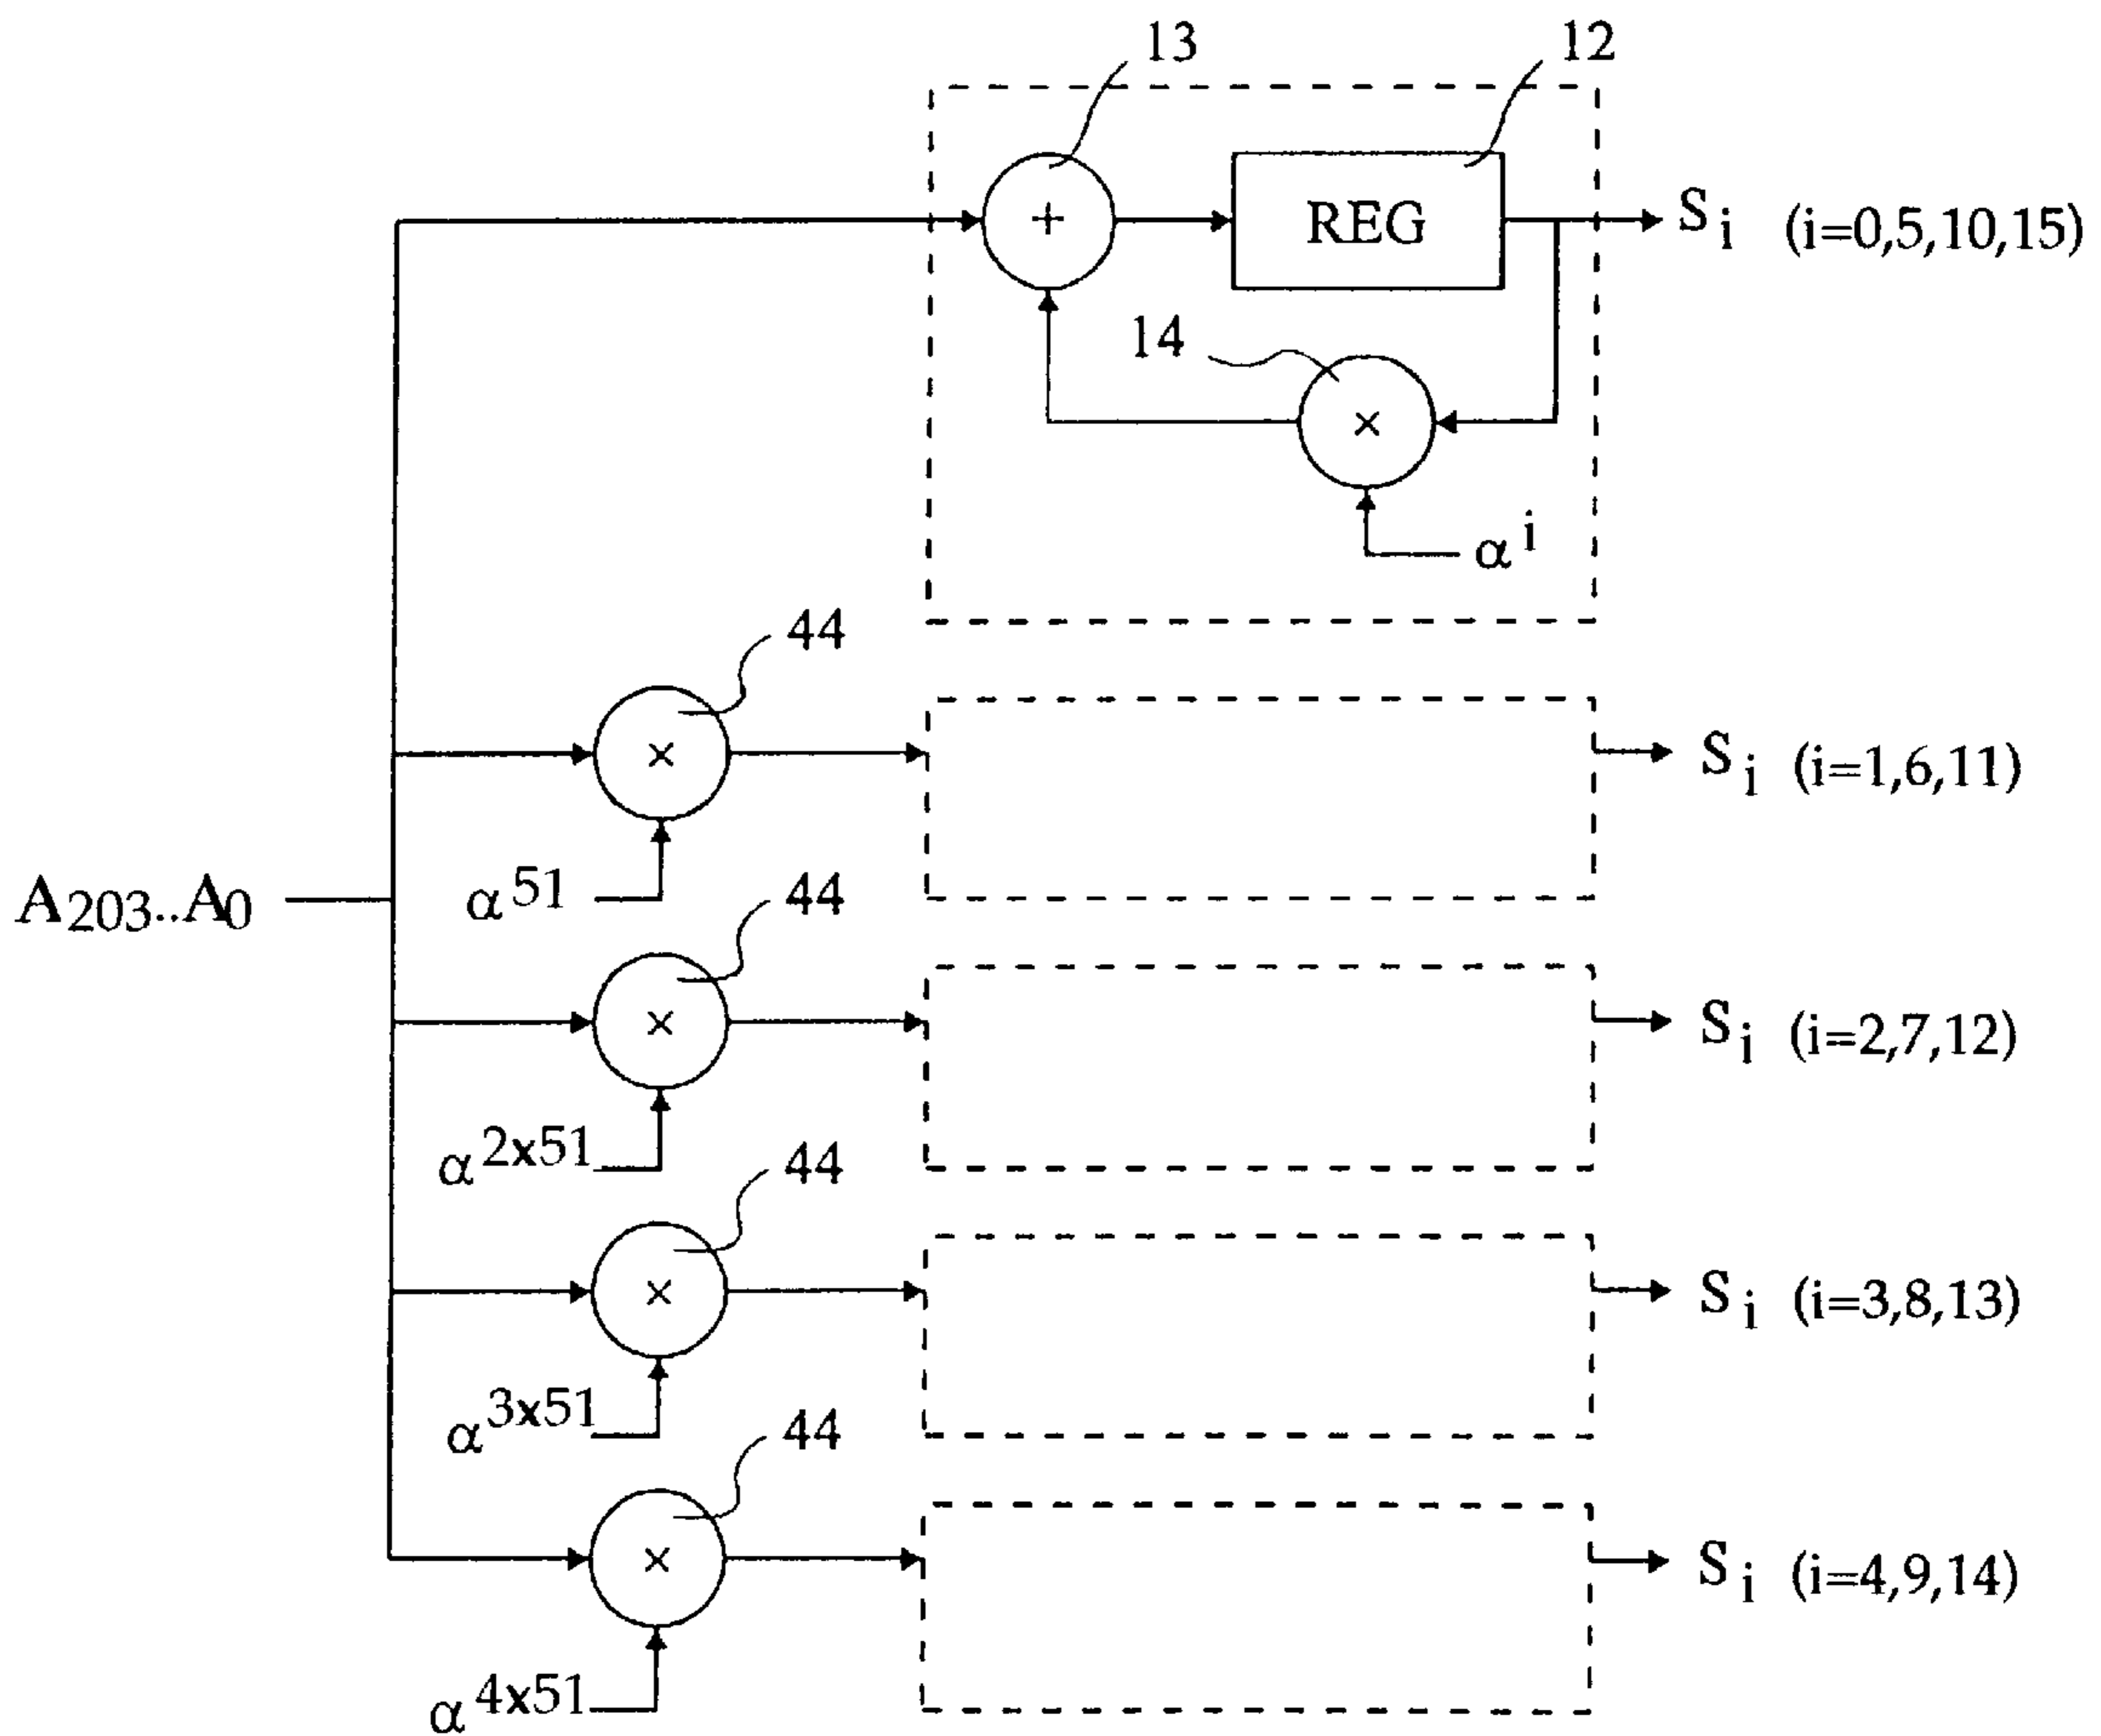 13
12
+
REG
S i (i=0,5,10,15)
14
×
α i
44
×
S i (i=1,6,11)
α 51
A203..A0
44
×
S i (i=2,7,12)
α 2x51
44
×
S i (i=3,8,13)
α 3x51
44
×
S i (i=4,9,14)
α 4x51